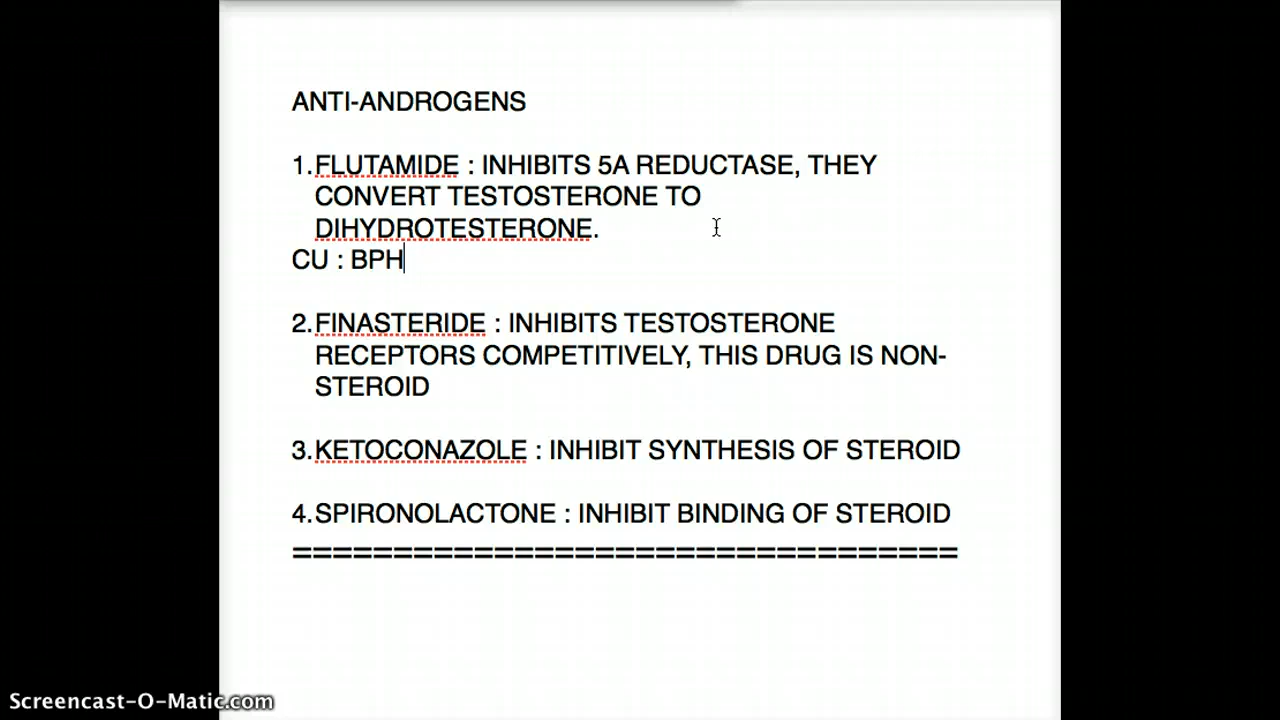 ANTI-ANDROGENS
1.FLUTAMIDE : INHIBITS 5A REDUCTASE, THEY
CONVERT TESTOSTERONE TO
DIHYDROTESTERONE.
CU : BPH
2.FINASTERIDE : INHIBITS TESTOSTERONE
RECEPTORS COMPETITIVELY, THIS DRUG IS NON-
STEROID
3.KETOCONAZOLE : INHIBIT SYNTHESIS OF STEROID
4.SPIRONOLACTONE : INHIBIT BINDING OF STEROID
=================================
Screencast-O-Matic.com